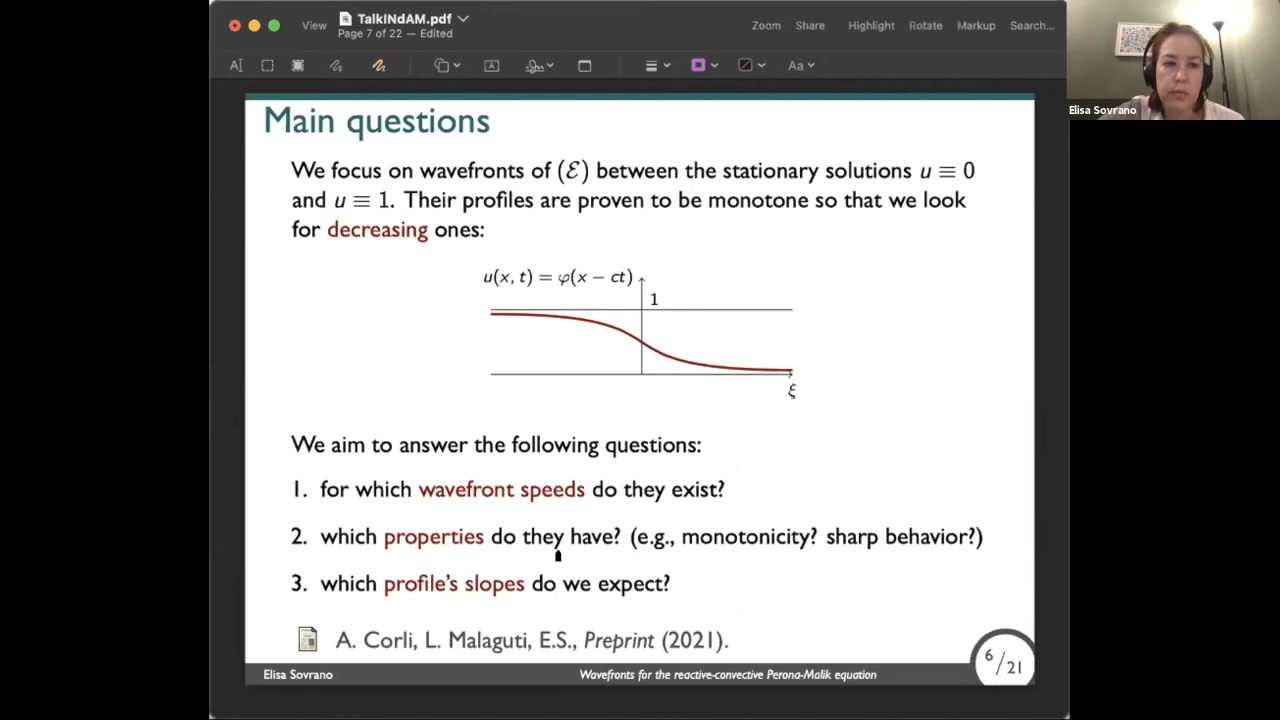 View
TalkINdAM.pdf
Page 7 of 22 — Edited
Zoom Share Highlight Rotate Markup Search...
Aa
Elisa Sovrano
Main questions
We focus on wavefronts of (ℰ) between the stationary solutions u ≡ 0
and u ≡ 1. Their profiles are proven to be monotone so that we look
for decreasing ones:
u(x, t) = φ(x − ct)
1
ξ
We aim to answer the following questions:
1. for which wavefront speeds do they exist?
2. which properties do they have? (e.g., monotonicity? sharp behavior?)
3. which profile's slopes do we expect?
A. Corli, L. Malaguti, E.S., Preprint (2021).
6/21
Elisa Sovrano Wavefronts for the reactive-convective Perona-Malik equation